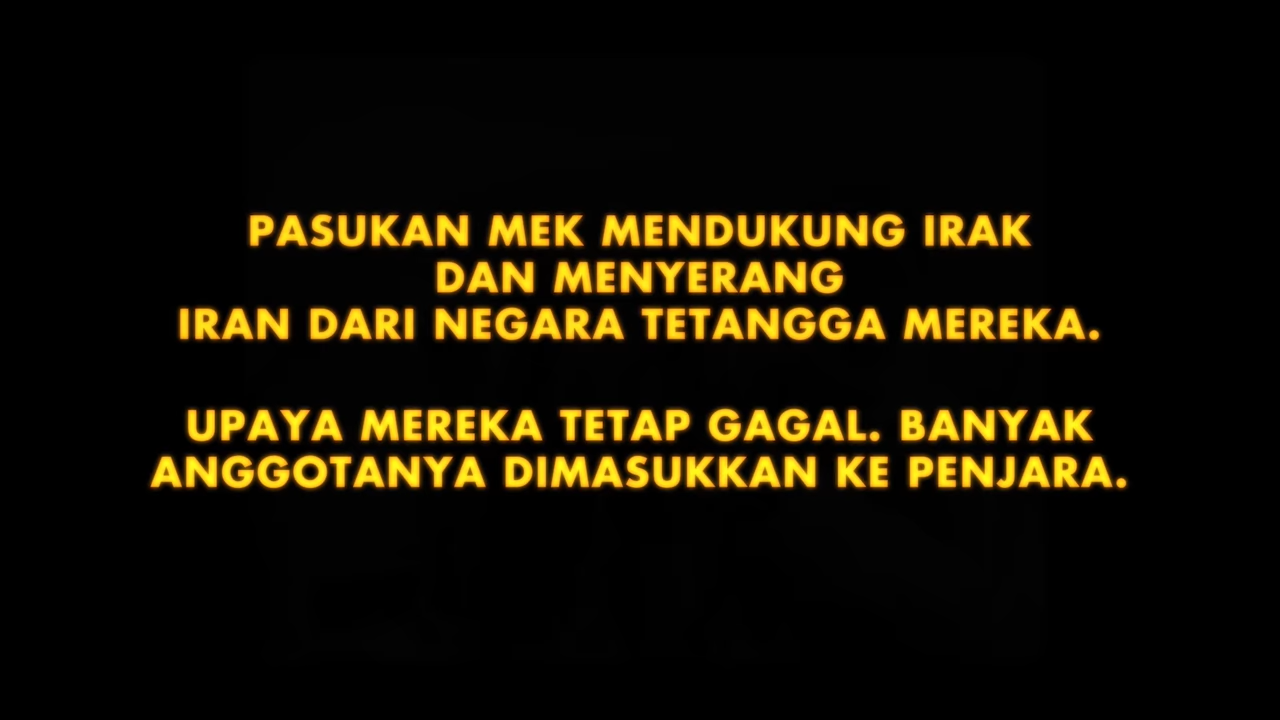 PASUKAN MEK MENDUKUNG IRAK
DAN MENYERANG
IRAN DARI NEGARA TETANGGA MEREKA.
UPAYA MEREKA TETAP GAGAL. BANYAK
ANGGOTANYA DIMASUKKAN KE PENJARA.